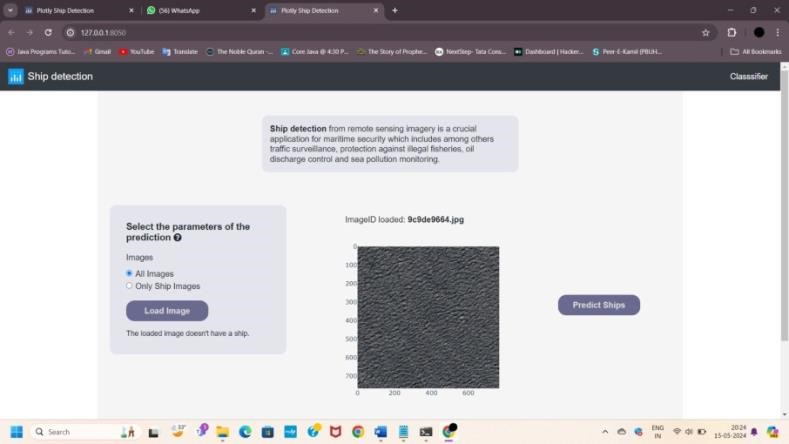 Plotly Ship Detection
(56) WhatsApp
Plotly Ship Detection
127.0.0.1:8050
Java Programs Tuto...
Gmail
YouTube
Translate
The Noble Quran -...
Core Java @ 4:30 P...
The Story of Prophe...
NextStep- Tata Cons...
Dashboard | Hacker...
Peer-E-Kamil (PBUH...
All Bookmarks
Ship detection
Classsifier
Ship detection from remote sensing imagery is a crucial
application for maritime security which includes among others
traffic surveillance, protection against illegal fisheries, oil
discharge control and sea pollution monitoring.
Select the parameters of the
prediction
Images
All Images
Only Ship Images
Load Image
The loaded image doesn't have a ship.
ImageID loaded: 9c9de9664.jpg
0
100
200
300
400
500
600
700
0 200 400 600
Predict Ships
Search
32°
ENG
IN
20:24
15-05-2024